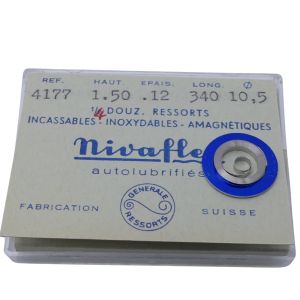 REF. HAUT EPAIS. LONG. Ø
4177 1.50 .12 340 10,5
1/4 DOUZ. RESSORTS
INCASSABLES - INOXYDABLES - AMAGNÉTIQUES
Nivafle
autolubrifiés
GENERALE
RESSORTS
FABRICATION SUISSE